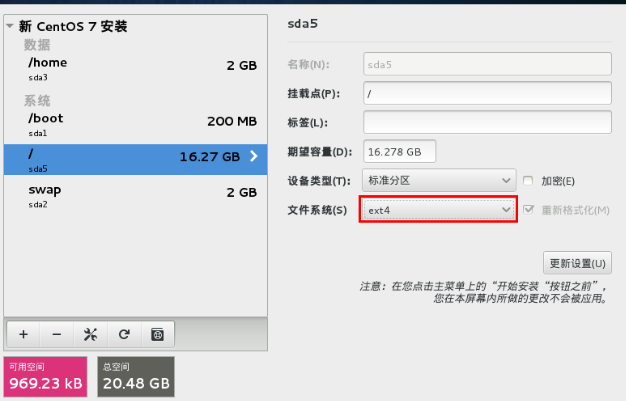 新 CentOS 7 安装
数据
/home 2 GB
sda3
系统
/boot 200 MB
sda1
/ 16.27 GB
sda5
swap 2 GB
sda2
可用空间
969.23 kB
总空间
20.48 GB
sda5
名称(N): sda5
挂载点(P): /
标签(L):
期望容量(D): 16.278 GB
设备类型(T): 标准分区 加密(E)
文件系统(S) ext4 重新格式化(M)
更新设置(U)
注意：在您点击主菜单上的“开始安装“按钮之前”，
您在本屏幕内所做的更改不会被应用。